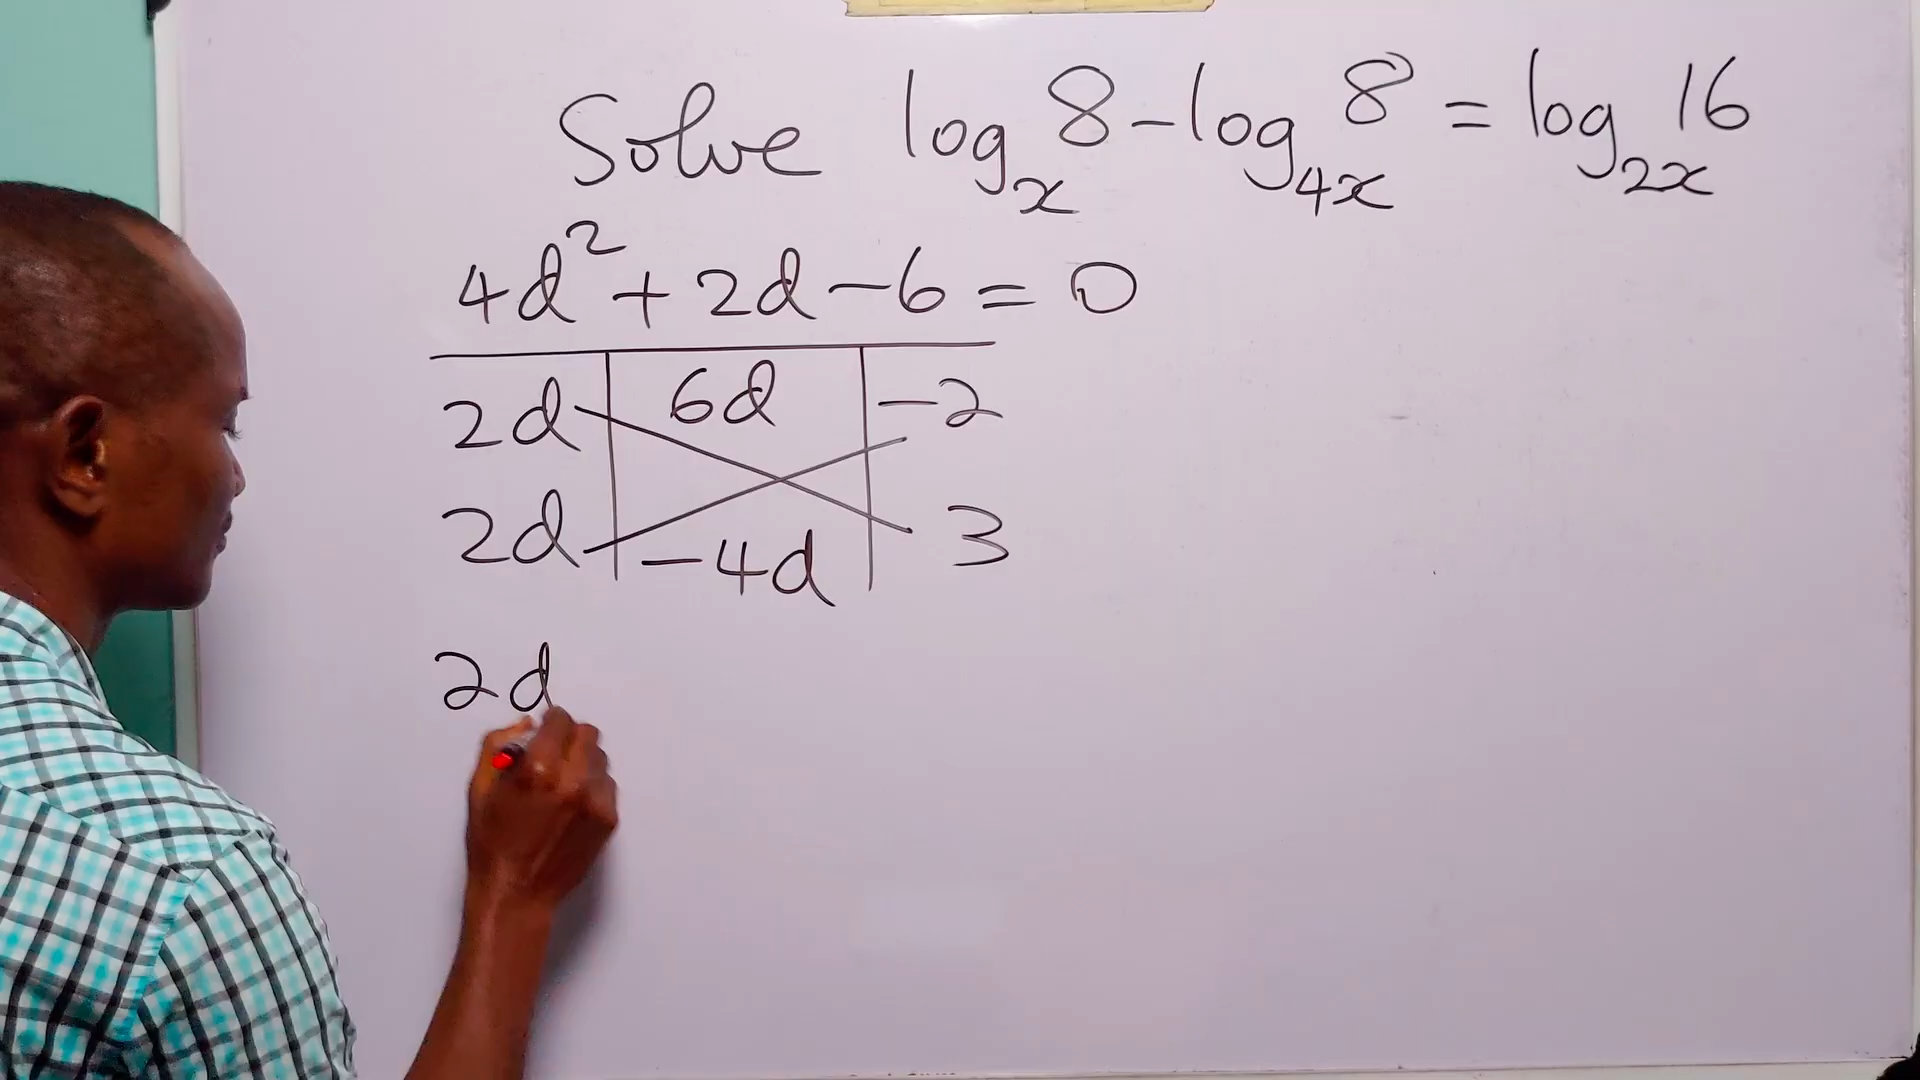 Solve log_x 8 - log_4x 8 = log_2x 16
4d² + 2d - 6 = 0
2d 6d -2
2d -4d 3
2d